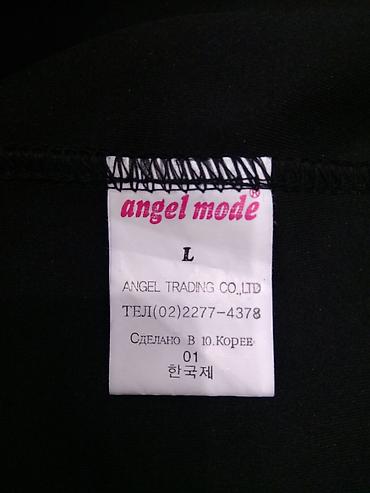 angel mode®
L
ANGEL TRADING CO.,LTD
ТЕЛ(02)2277-4378
СДЕЛАНО В Ю.КОРЕЕ
01
한국제